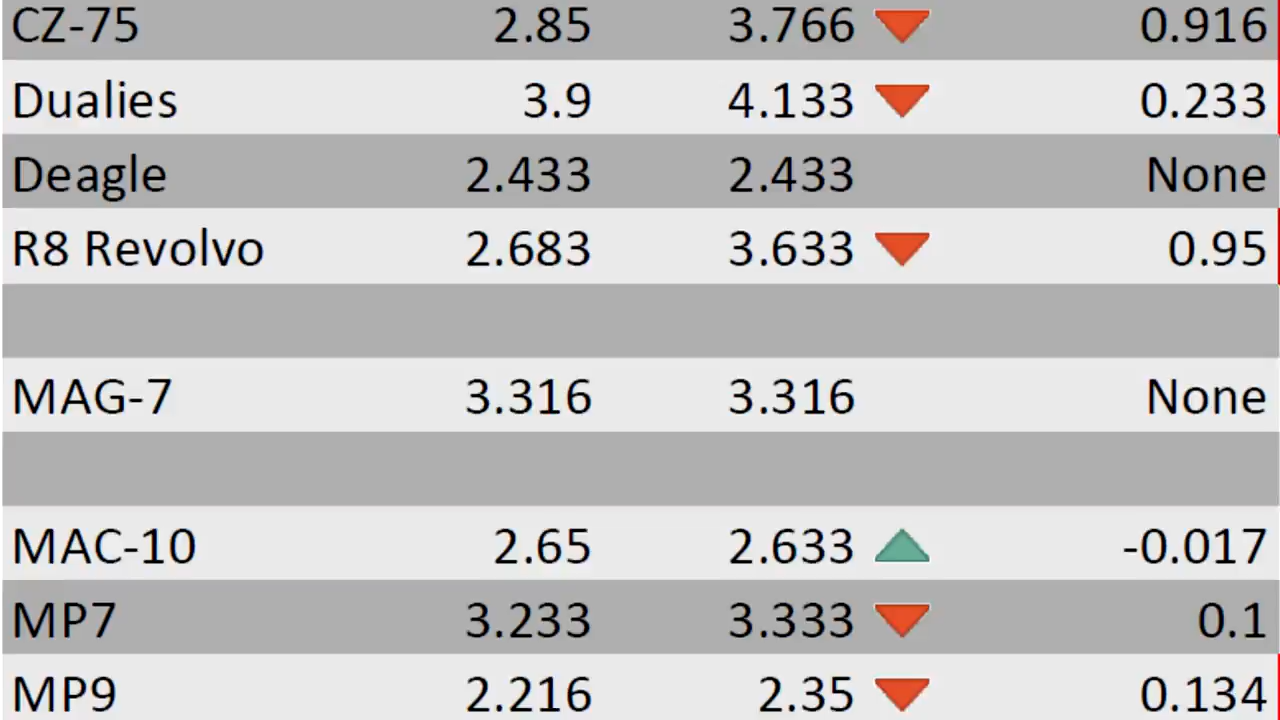 CZ-75 2.85 3.766 0.916
Dualies 3.9 4.133 0.233
Deagle 2.433 2.433 None
R8 Revolvo 2.683 3.633 0.95
MAG-7 3.316 3.316 None
MAC-10 2.65 2.633 -0.017
MP7 3.233 3.333 0.1
MP9 2.216 2.35 0.134